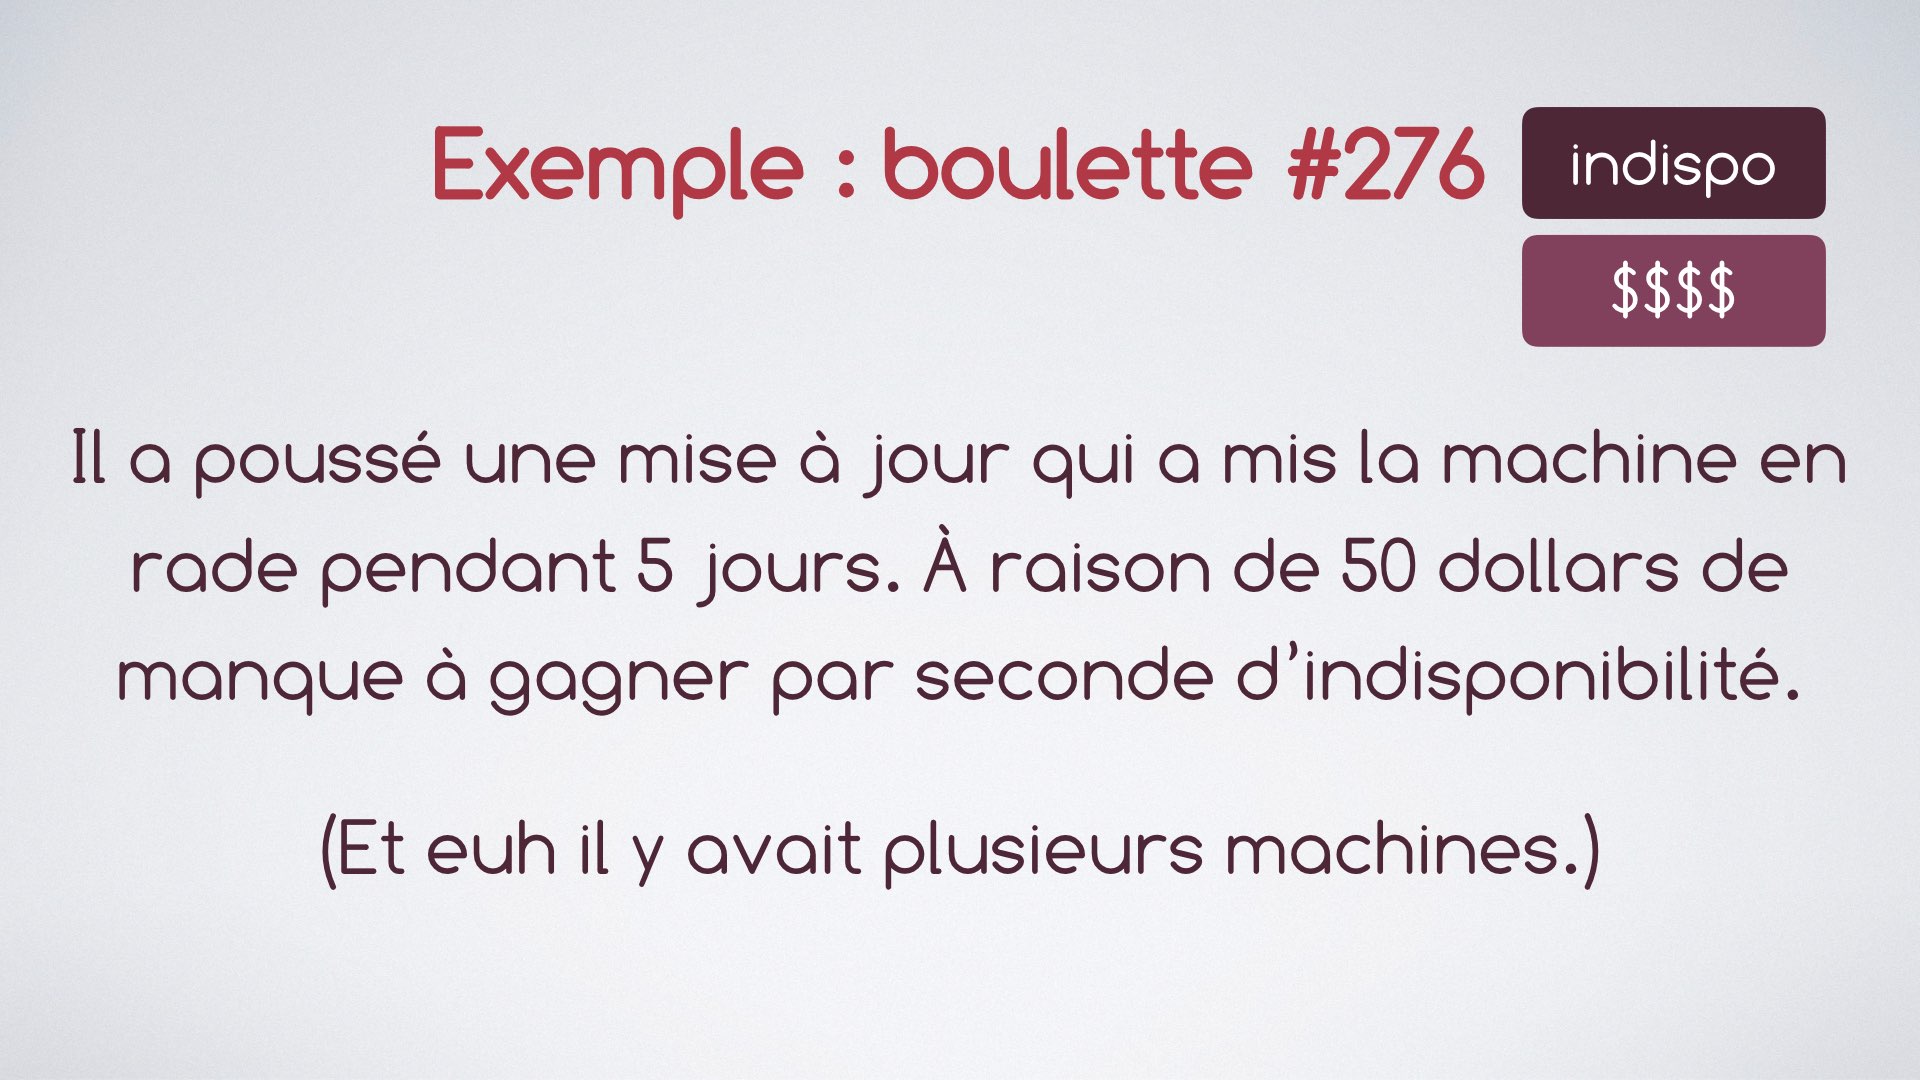 Exemple : boulette #276
indispo
$$$$
Il a poussé une mise à jour qui a mis la machine en
rade pendant 5 jours. À raison de 50 dollars de
manque à gagner par seconde d’indisponibilité.
(Et euh il y avait plusieurs machines.)